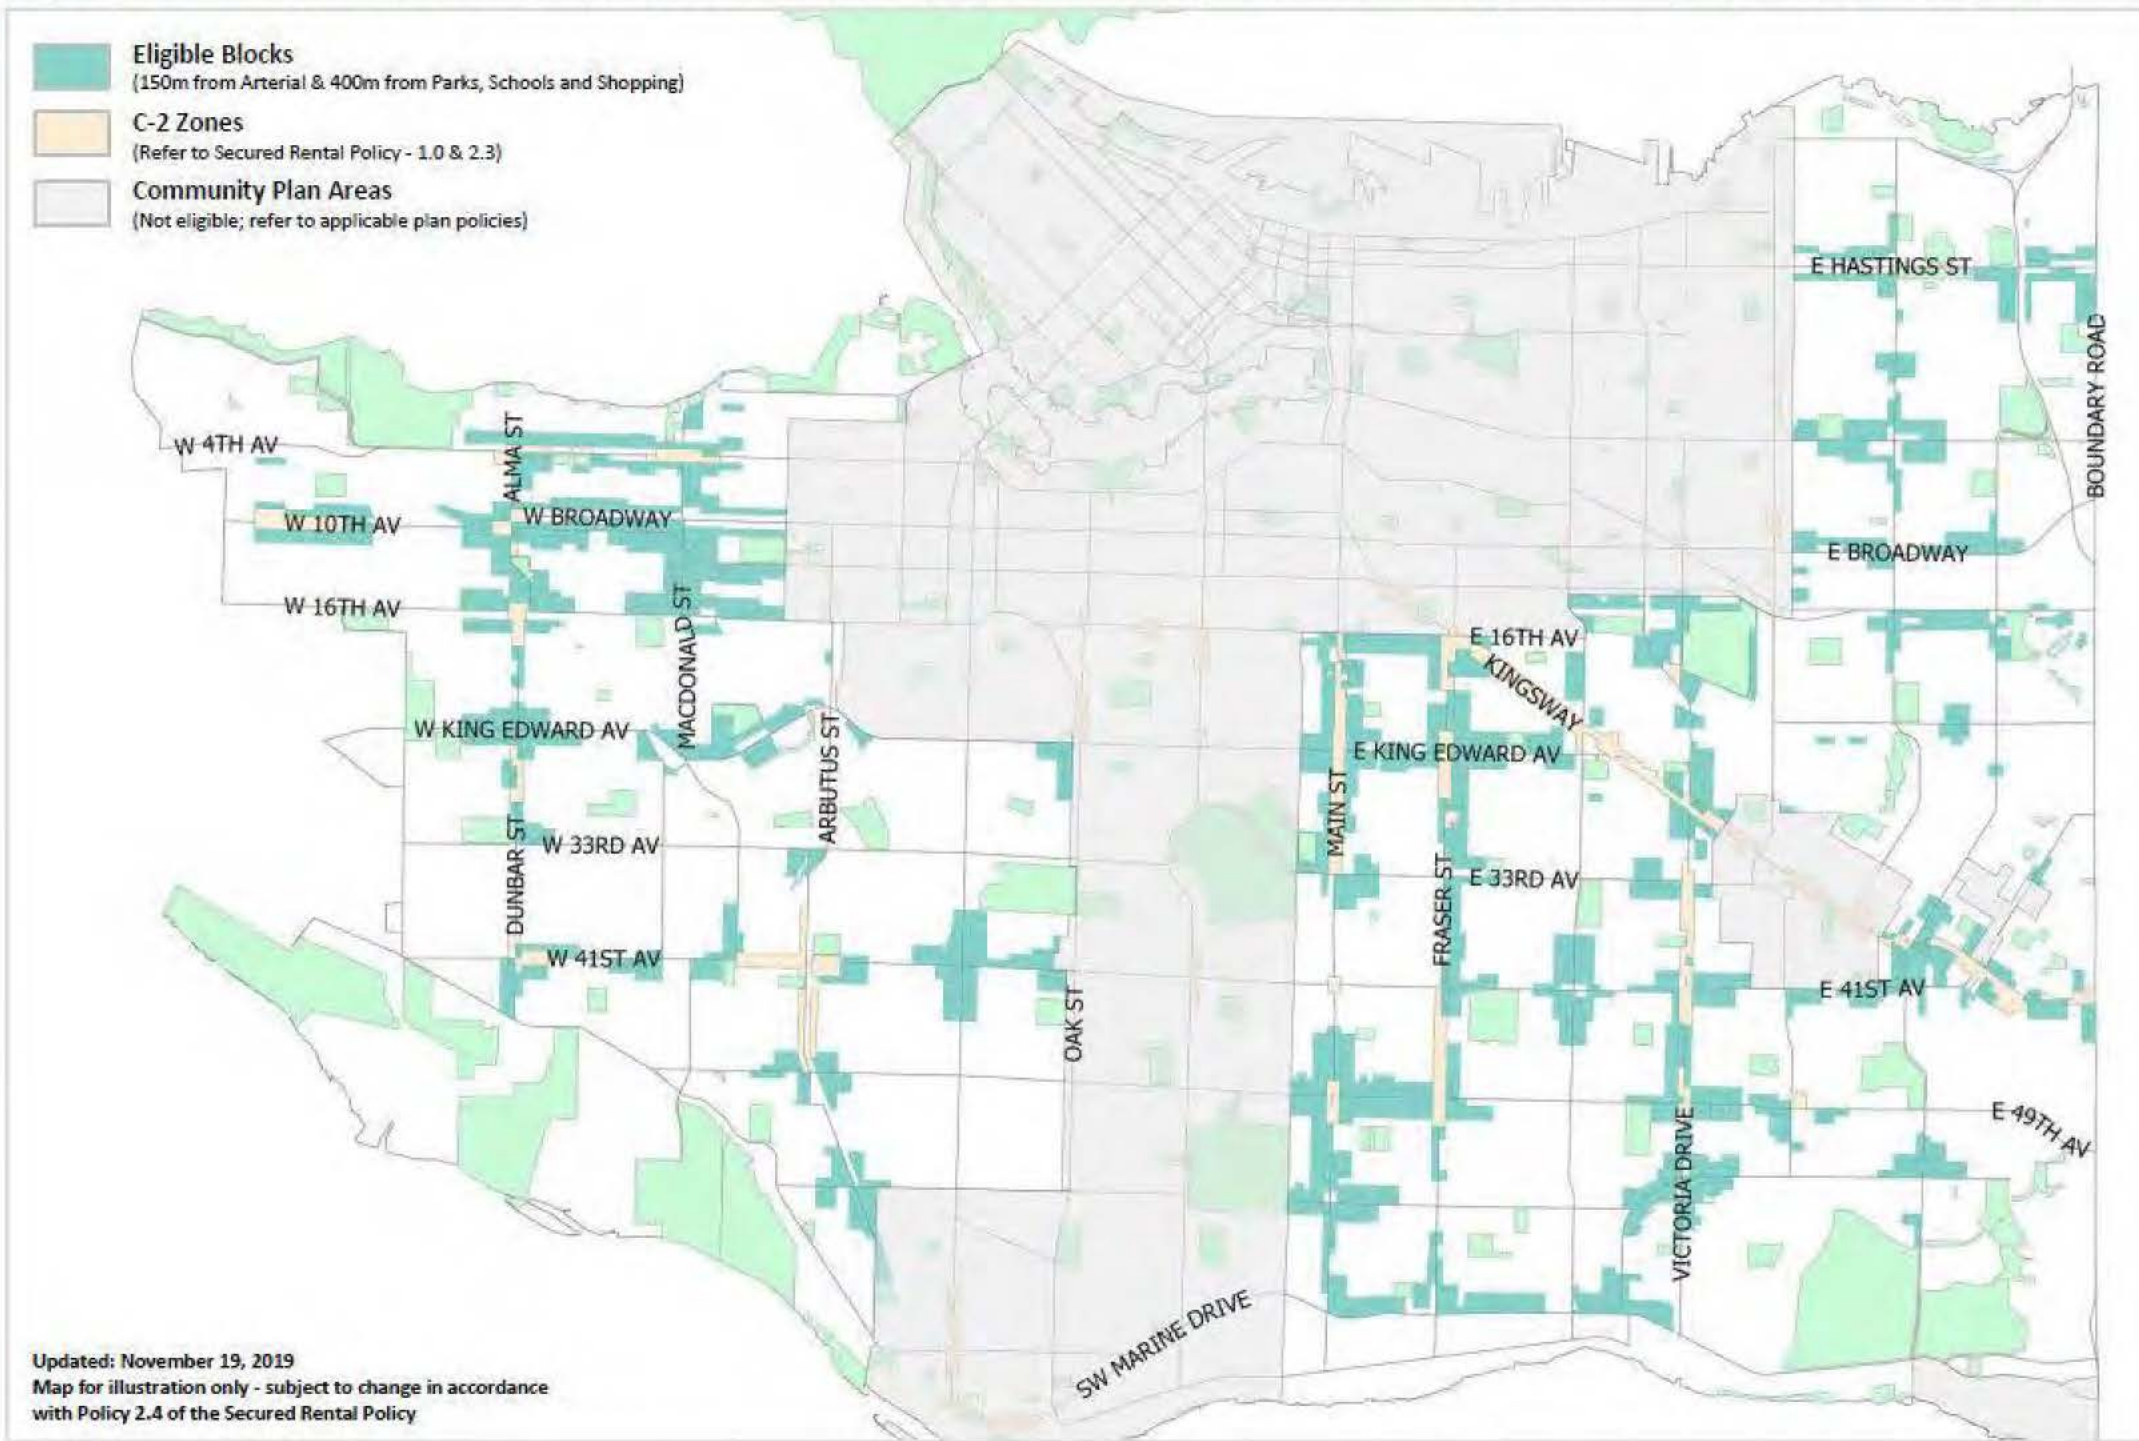 Eligible Blocks
(150m from Arterial & 400m from Parks, Schools and Shopping)
C-2 Zones
(Refer to Secured Rental Policy - 1.0 & 2.3)
Community Plan Areas
(Not eligible; refer to applicable plan policies)
E HASTINGS ST
BOUNDARY ROAD
W 4TH AV
ALMA ST
W 10TH AV
W BROADWAY
E BROADWAY
W 16TH AV
MACDONALD ST
E 16TH AV
KINGSWAY
W KING EDWARD AV
ARBUTUS ST
E KING EDWARD AV
MAIN ST
DUNBAR ST
W 33RD AV
FRASER ST
E 33RD AV
W 41ST AV
OAK ST
E 41ST AV
E 49TH AV
VICTORIA DRIVE
SW MARINE DRIVE
Updated: November 19, 2019
Map for illustration only - subject to change in accordance
with Policy 2.4 of the Secured Rental Policy